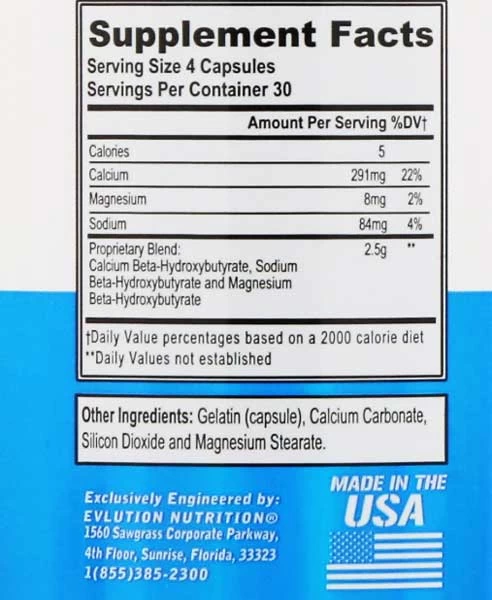 Supplement Facts
Serving Size 4 Capsules
Servings Per Container 30
Amount Per Serving %DV†
Calories 5
Calcium 291mg 22%
Magnesium 8mg 2%
Sodium 84mg 4%
Proprietary Blend: 2.5g **
Calcium Beta-Hydroxybutyrate, Sodium
Beta-Hydroxybutyrate and Magnesium
Beta-Hydroxybutyrate
†Daily Value percentages based on a 2000 calorie diet
**Daily Values not established
Other Ingredients: Gelatin (capsule), Calcium Carbonate,
Silicon Dioxide and Magnesium Stearate.
Exclusively Engineered by:
EVLUTION NUTRITION®
1560 Sawgrass Corporate Parkway,
4th Floor, Sunrise, Florida, 33323
1(855)385-2300
MADE IN THE
USA